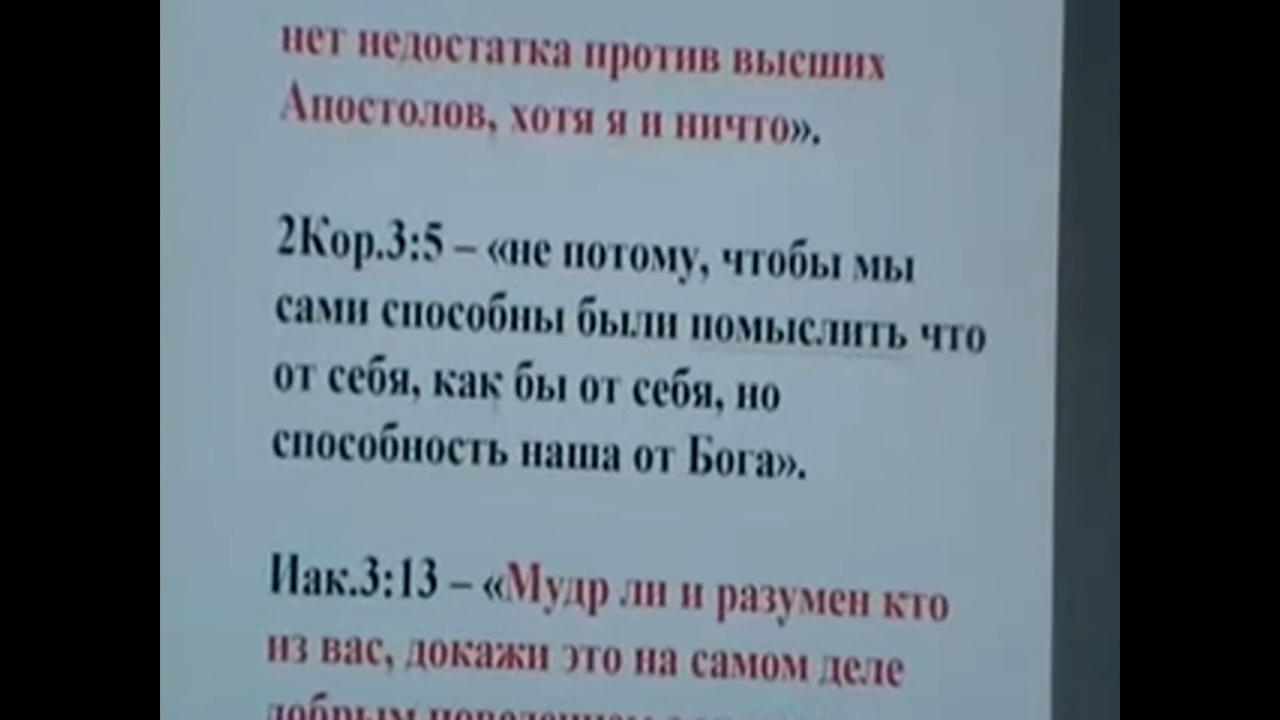 нет недостатка против высших
Апостолов, хотя я и ничто».
2Кор.3:5 – «не потому, чтобы мы
сами способны были помыслить что
от себя, как бы от себя, но
способность наша от Бога».
Иак.3:13 – «Мудр ли и разумен кто
из вас, докажи это на самом деле
добрым поведением